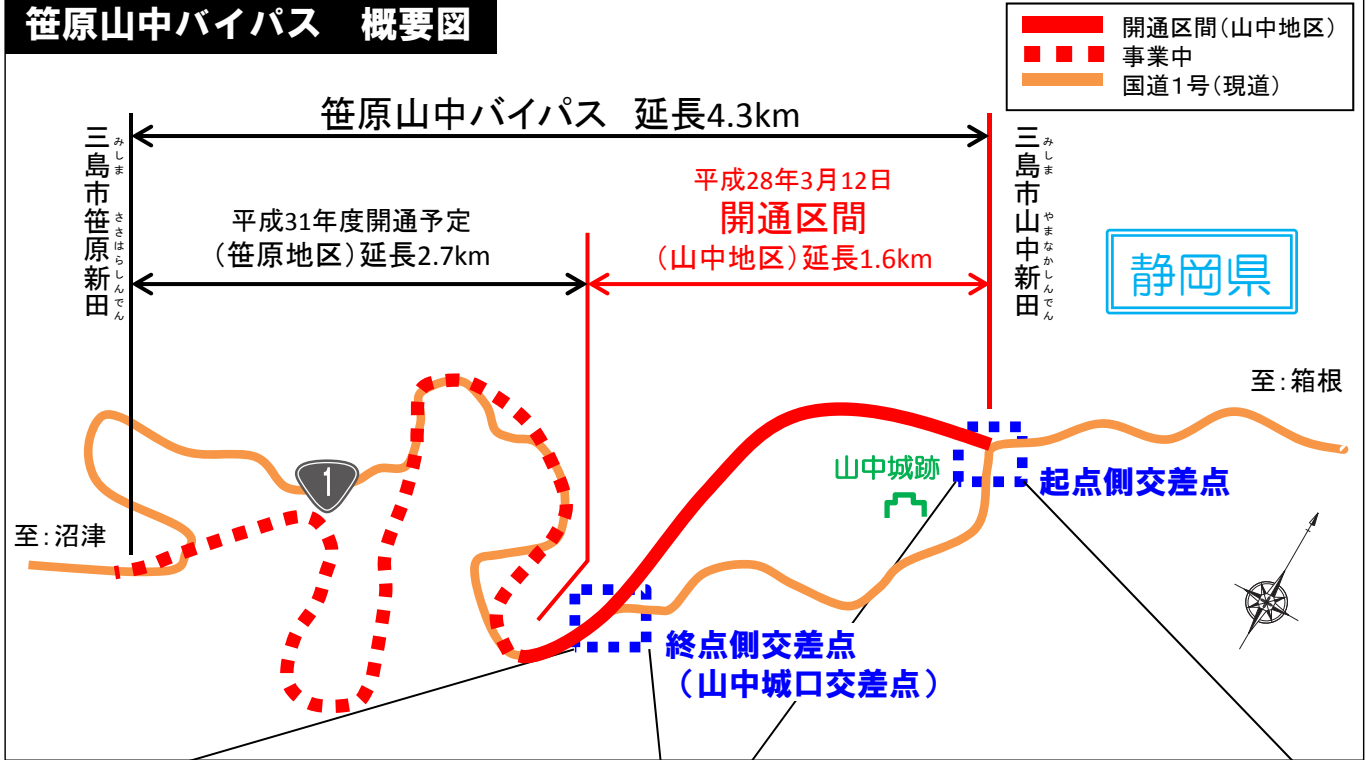 笹原山中バイパス 概要図
開通区間(山中地区)
事業中
国道1号(現道)
笹原山中バイパス 延長4.3km
三島市笹原新田
みしま
ささはらしんでん
平成31年度開通予定
(笹原地区)延長2.7km
平成28年3月12日
開通区間
(山中地区)延長1.6km
三島市山中新田
みしま
やまなかしんでん
静岡県
至:箱根
山中城跡
起点側交差点
1
至:沼津
終点側交差点
(山中城口交差点)